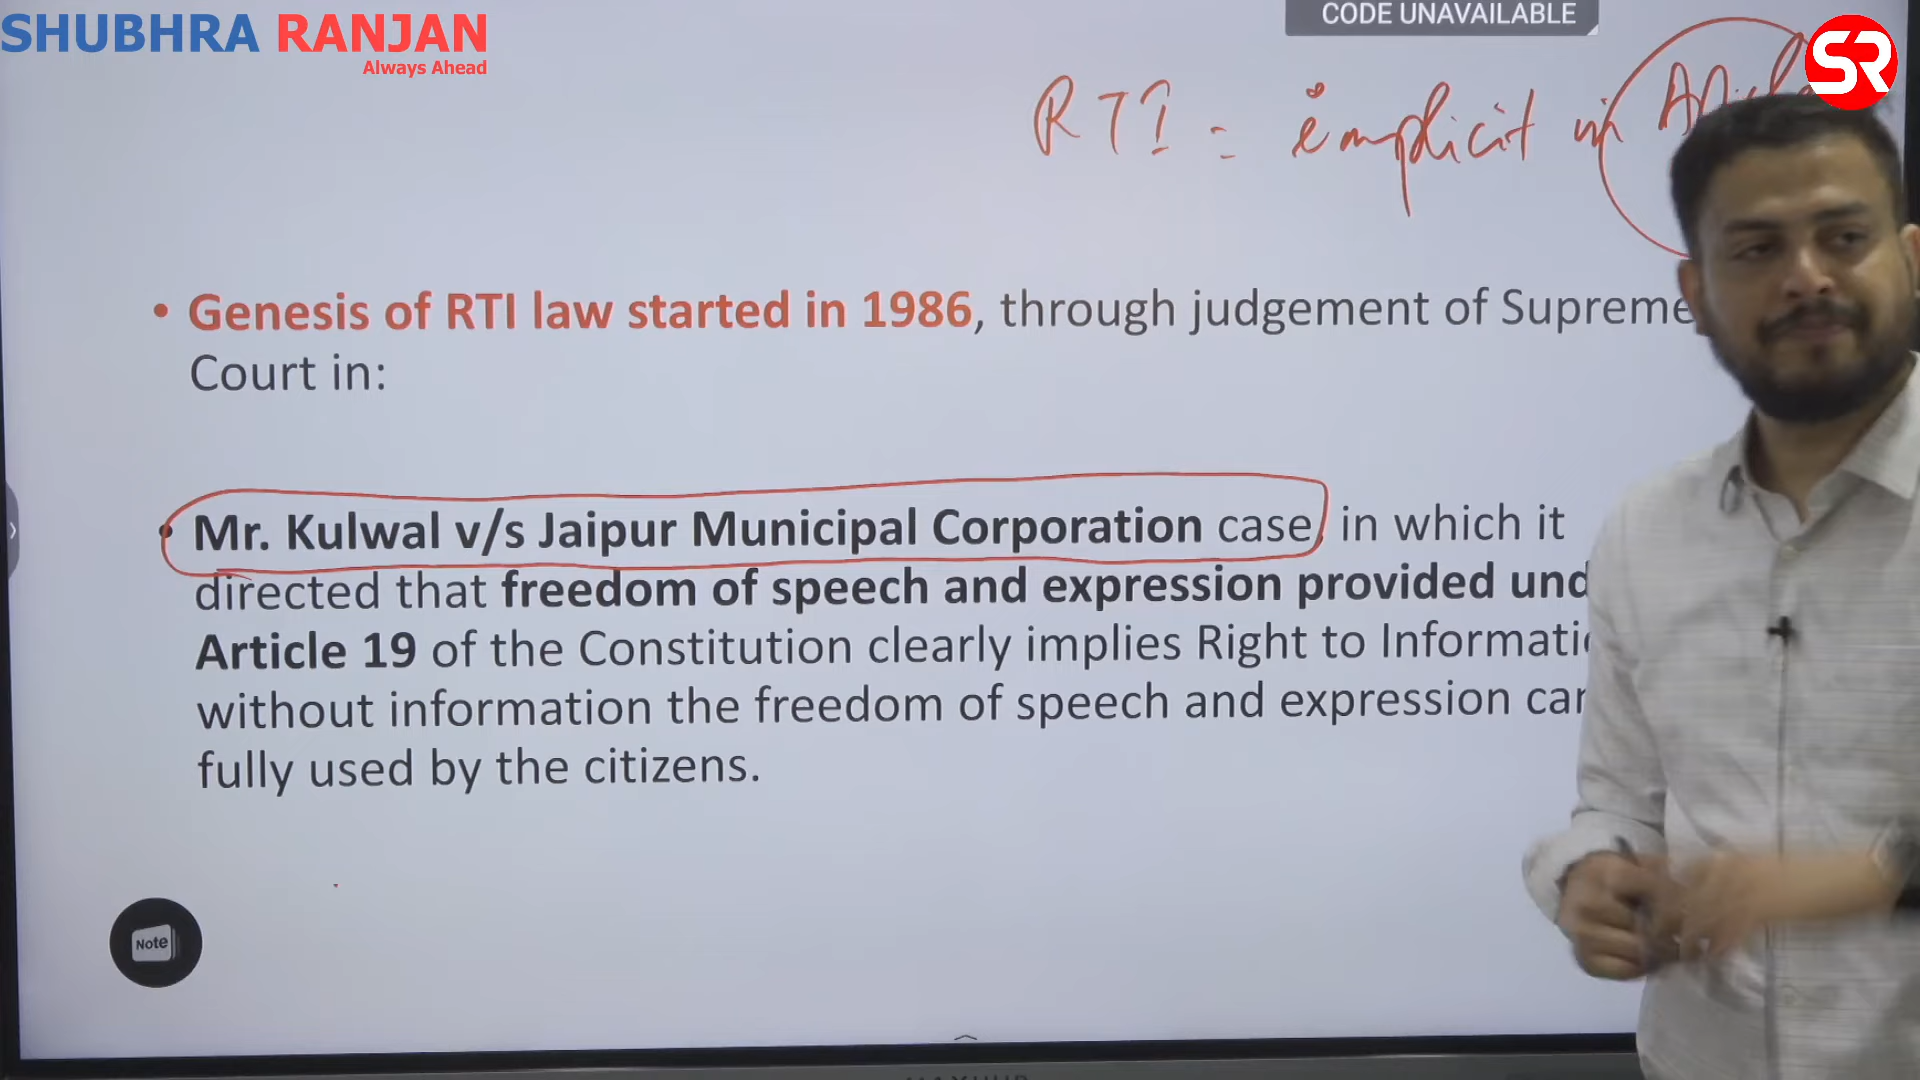 SHUBHRA RANJAN
Always Ahead
CODE UNAVAILABLE
SR
RTI = implicit in
• Genesis of RTI law started in 1986, through judgement of Supreme
Court in:
• Mr. Kulwal v/s Jaipur Municipal Corporation case, in which it
directed that freedom of speech and expression provided und
Article 19 of the Constitution clearly implies Right to Informati
without information the freedom of speech and expression can
fully used by the citizens.
Note